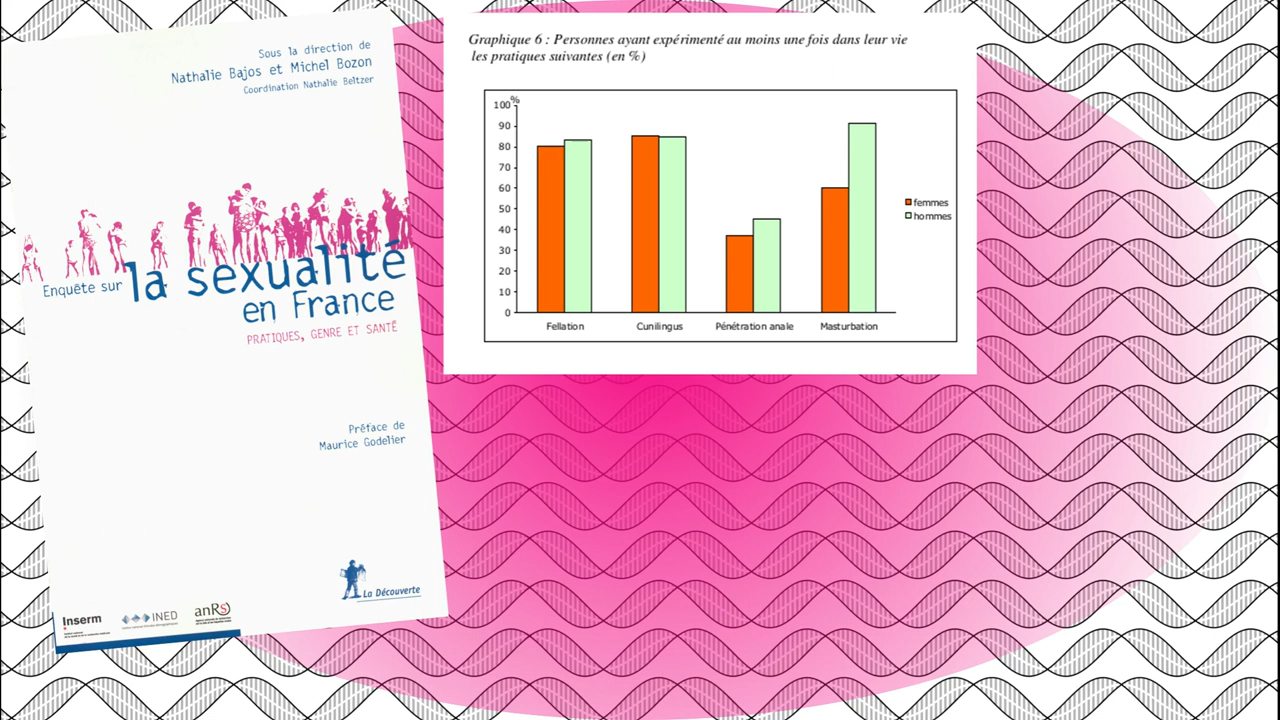 Sous la direction de
Nathalie Bajos et Michel Bozon
Coordination Nathalie Beltzer
Enquête sur la sexualité
en France
PRATIQUES, GENRE ET SANTÉ
Préface de
Maurice Godelier
La Découverte
Inserm
INED
anRS
Graphique 6 : Personnes ayant expérimenté au moins une fois dans leur vie
les pratiques suivantes (en %)
%
100
90
80
70
60
50
40
30
20
10
0
Fellation Cunilingus Pénétration anale Masturbation
femmes
hommes